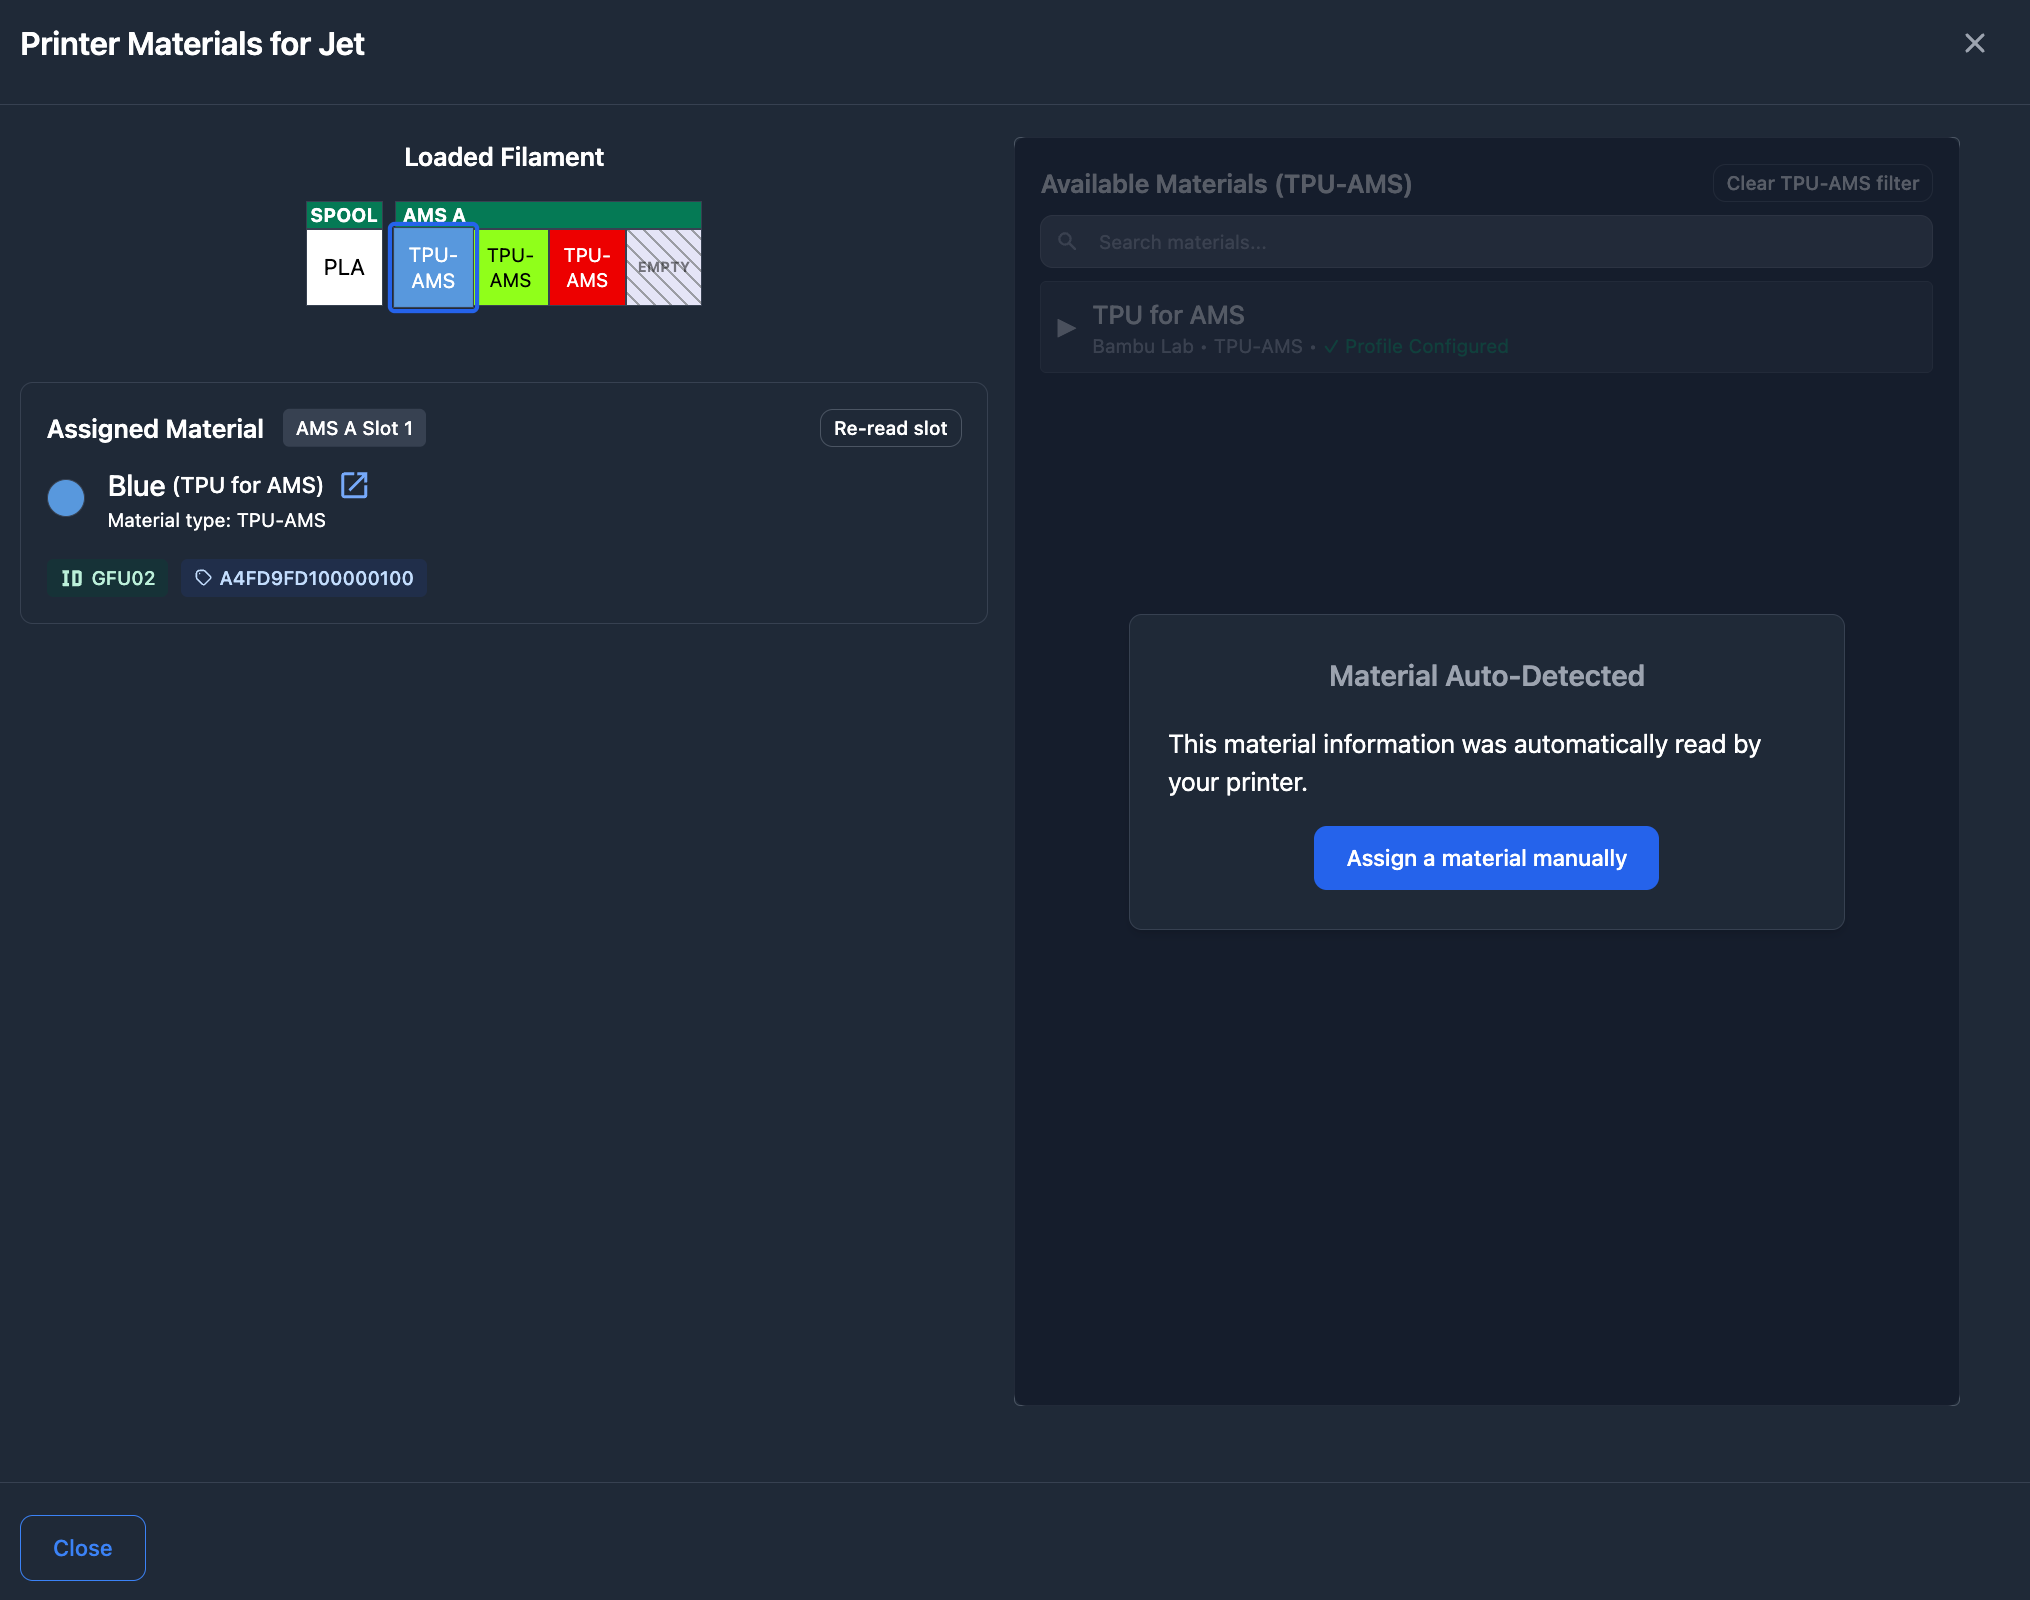 Printer Materials for Jet
Loaded Filament
SPOOL
AMS A
PLA
TPU-
AMS
TPU-
AMS
TPU-
AMS
EMPTY
Assigned Material
AMS A Slot 1
Re-read slot
Blue (TPU for AMS)
Material type: TPU-AMS
ID GFU02
A4FD9FD100000100
Available Materials (TPU-AMS)
Clear TPU-AMS filter
Search materials...
TPU for AMS
Bambu Lab • TPU-AMS • ✓ Profile Configured
Material Auto-Detected
This material information was automatically read by
your printer.
Assign a material manually
Close